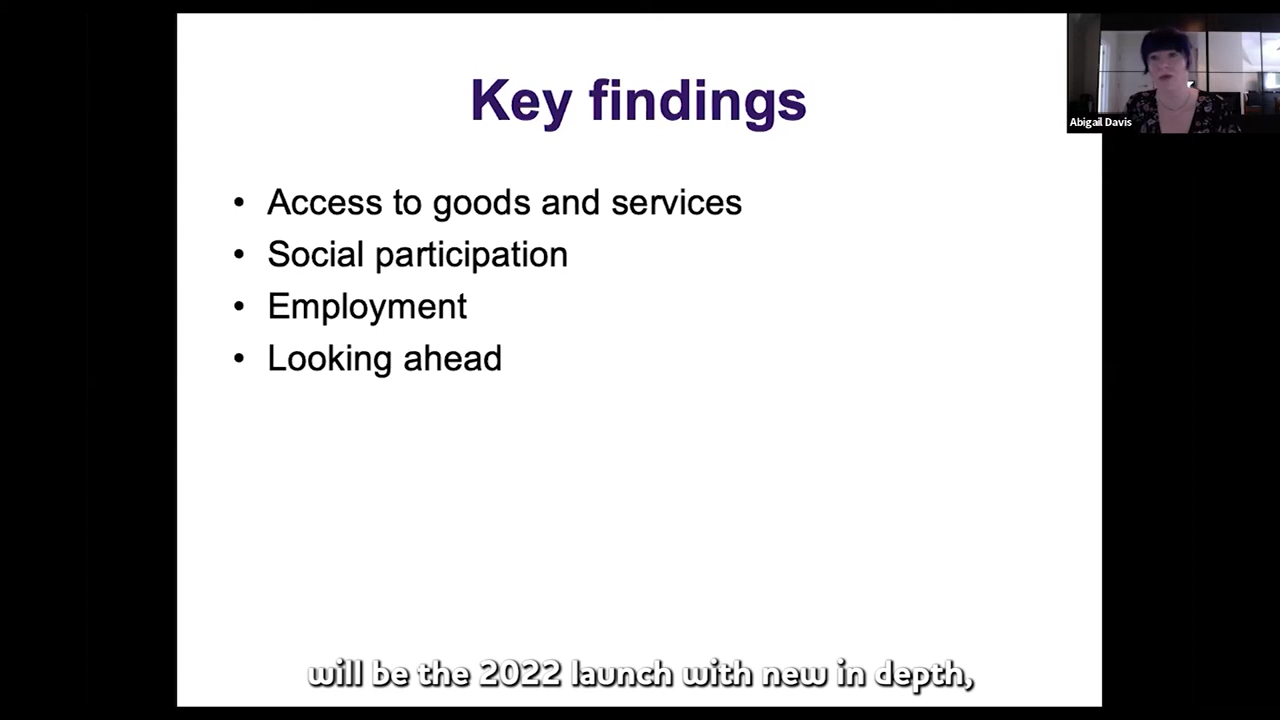 Key findings
Abigail Davis
• Access to goods and services
• Social participation
• Employment
• Looking ahead
will be the 2022 launch with new in depth,